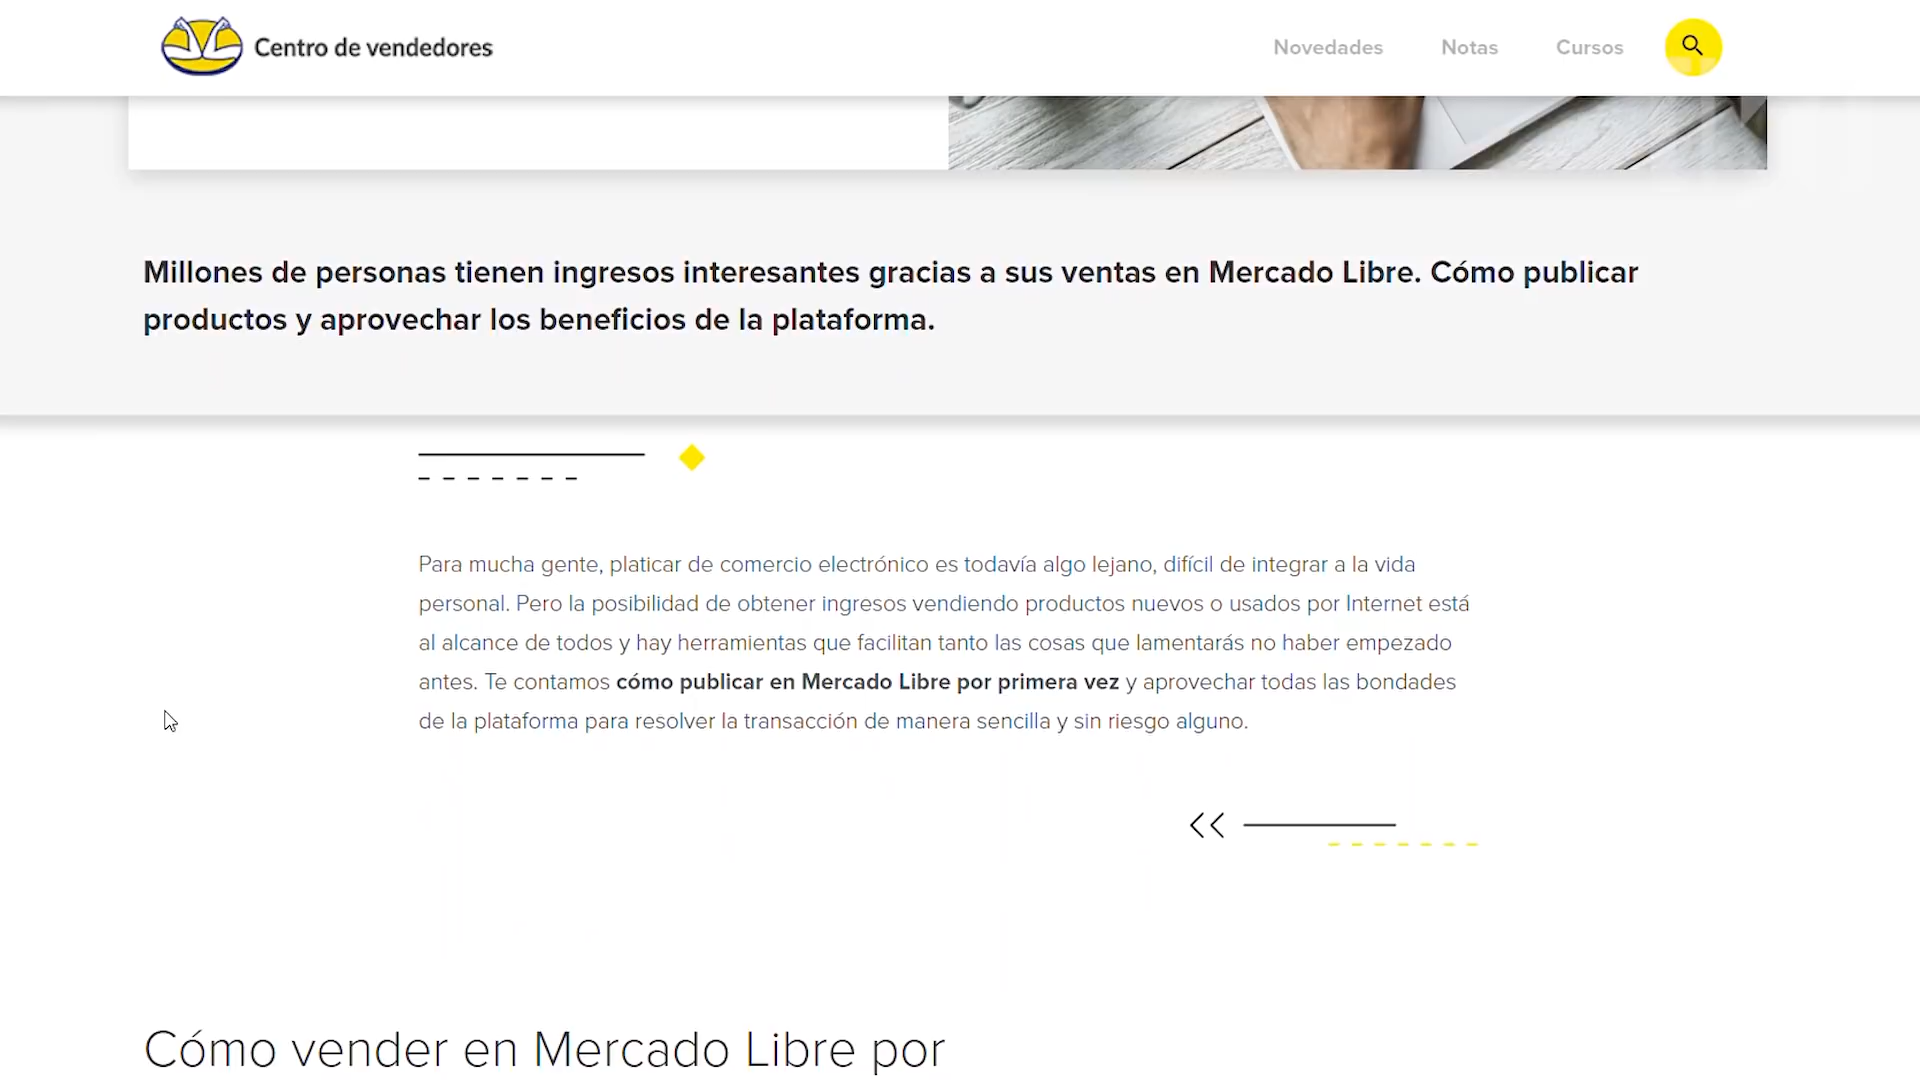 Centro de vendedores
Novedades
Notas
Cursos
Millones de personas tienen ingresos interesantes gracias a sus ventas en Mercado Libre. Cómo publicar
productos y aprovechar los beneficios de la plataforma.
Para mucha gente, platicar de comercio electrónico es todavía algo lejano, difícil de integrar a la vida
personal. Pero la posibilidad de obtener ingresos vendiendo productos nuevos o usados por Internet está
al alcance de todos y hay herramientas que facilitan tanto las cosas que lamentarás no haber empezado
antes. Te contamos cómo publicar en Mercado Libre por primera vez y aprovechar todas las bondades
de la plataforma para resolver la transacción de manera sencilla y sin riesgo alguno.
Cómo vender en Mercado Libre por